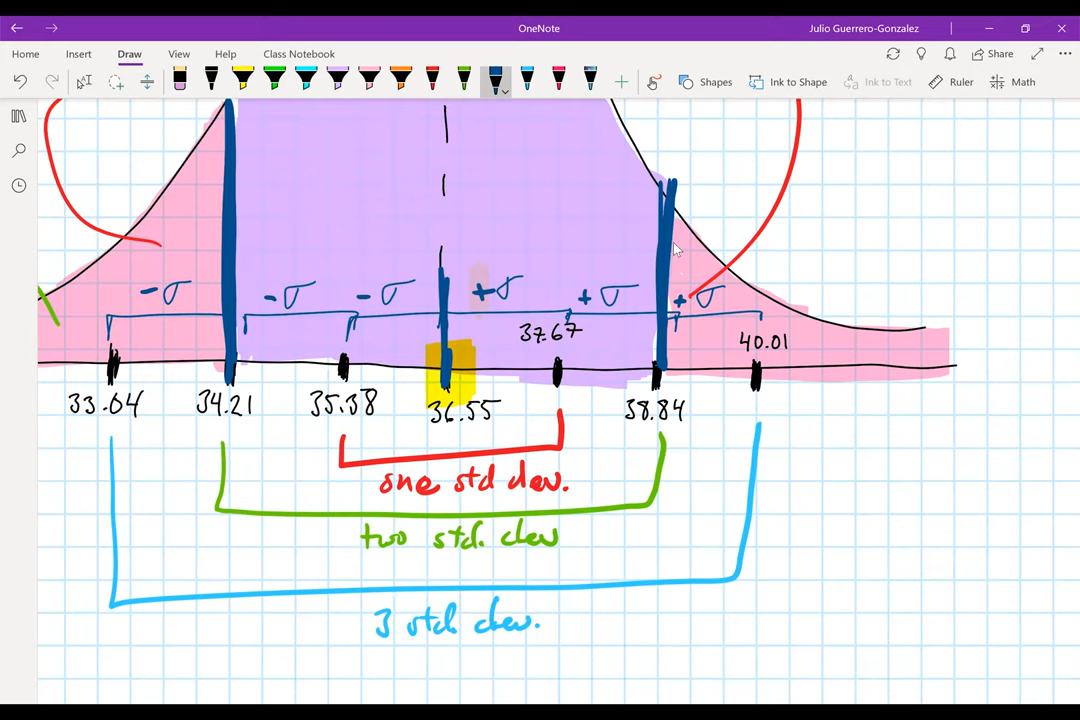 OneNote
Julio Guerrero-Gonzalez
Home Insert Draw View Help Class Notebook
Share
Shapes Ink to Shape Ink to Text Ruler Math
-σ -σ -σ +σ +σ +σ
37.67 40.01
33.04 34.21 35.38 36.55 38.84
one std dev.
two std. dev
3 std. dev.